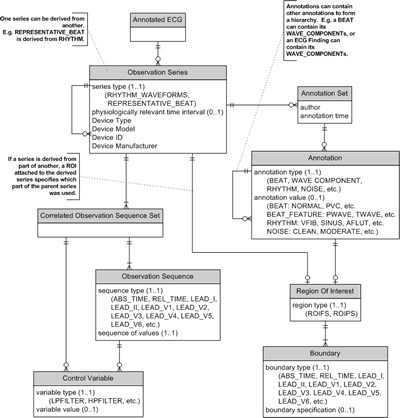 One series can be derived from
another.
E.g. REPRESENTATIVE_BEAT
is derived from RHYTHM.
Annotated ECG
Annotations can contain
other annotations to form
a hierarchy. E.g. a BEAT
can contain its
WAVE_COMPONENTs, or
an ECG Finding can
contain its
WAVE_COMPONENTs.
Observation Series
series type (1..1)
(RHYTHM_WAVEFORMS,
REPRESENTATIVE_BEAT)
physiologically relevant time interval (0..1)
Device Type
Device Model
Device ID
Device Manufacturer
Annotation Set
author
annotation time
If a series is derived from
part of another, a ROI
attached to the derived
series specifies which
part of the parent series
was used.
Annotation
annotation type (1..1)
(BEAT, WAVE COMPONENT,
RHYTHM, NOISE, etc.)
annotation value (0..1)
(BEAT: NORMAL, PVC, etc.
BEAT_FEATURE: PWAVE, TWAVE, etc.
RHYTHM: VFIB, SINUS, AFLUT, etc.
NOISE: CLEAN, MODERATE, etc.)
Correlated Observation Sequence Set
Observation Sequence
sequence type (1..1)
(ABS_TIME, REL_TIME, LEAD_I,
LEAD_II, LEAD_V1, LEAD_V2,
LEAD_V3, LEAD_V4, LEAD_V5,
LEAD_V6, etc.)
sequence of values (1..1)
Region Of Interest
region type (1..1)
(ROIFS, ROIPS)
Control Variable
variable type (1..1)
(LPFILTER, HPFILTER, etc.)
variable value (0..1)
Boundary
boundary type (1..1)
(ABS_TIME, REL_TIME, LEAD_I,
LEAD_II, LEAD_V1, LEAD_V2,
LEAD_V3, LEAD_V4, LEAD_V5,
LEAD_V6, etc.)
boundary specification (0..1)